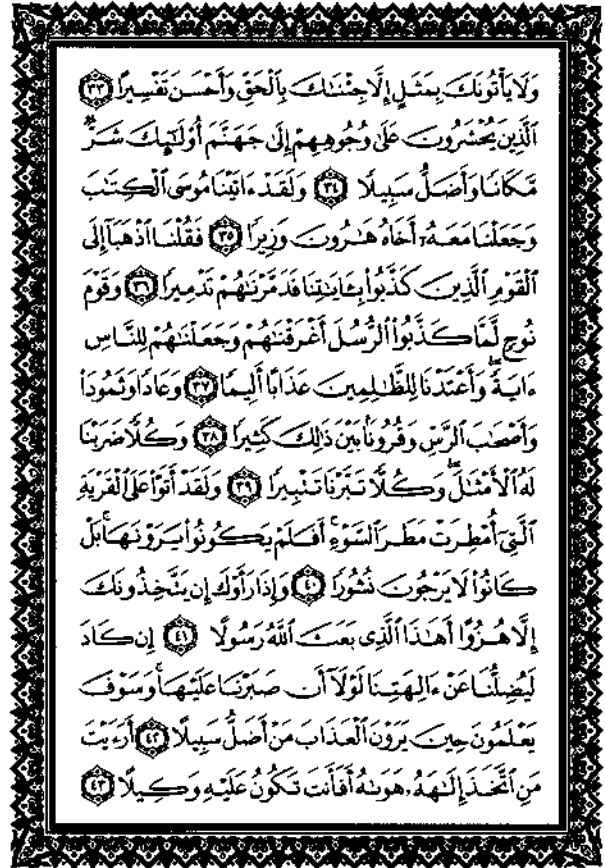 وَلَا يَأْتُونَكَ بِمَثَلٍ إِلَّا جِئْنَـٰكَ بِٱلْحَقِّ وَأَحْسَنَ تَفْسِيرًا ﴿٣٣﴾
ٱلَّذِينَ يُحْشَرُونَ عَلَىٰ وُجُوهِهِمْ إِلَىٰ جَهَنَّمَ أُو۟لَـٰٓئِكَ شَرٌّ
مَّكَانًا وَأَضَلُّ سَبِيلًا ﴿٣٤﴾ وَلَقَدْ ءَاتَيْنَا مُوسَى ٱلْكِتَـٰبَ
وَجَعَلْنَا مَعَهُۥٓ أَخَاهُ هَـٰرُونَ وَزِيرًا ﴿٣٥﴾ فَقُلْنَا ٱذْهَبَآ إِلَى
ٱلْقَوْمِ ٱلَّذِينَ كَذَّبُوا۟ بِـَٔايَـٰتِنَا فَدَمَّرْنَـٰهُمْ تَدْمِيرًا ﴿٣٦﴾ وَقَوْمَ
نُوحٍ لَّمَّا كَذَّبُوا۟ ٱلرُّسُلَ أَغْرَقْنَـٰهُمْ وَجَعَلْنَـٰهُمْ لِلنَّاسِ
ءَايَةً ۖ وَأَعْتَدْنَا لِلظَّـٰلِمِينَ عَذَابًا أَلِيمًا ﴿٣٧﴾ وَعَادًا وَثَمُودَا۟
وَأَصْحَـٰبَ ٱلرَّسِّ وَقُرُونًۢا بَيْنَ ذَٰلِكَ كَثِيرًا ﴿٣٨﴾ وَكُلًّا ضَرَبْنَا
لَهُ ٱلْأَمْثَـٰلَ ۖ وَكُلًّا تَبَّرْنَا تَتْبِيرًا ﴿٣٩﴾ وَلَقَدْ أَتَوْا۟ عَلَى ٱلْقَرْيَةِ
ٱلَّتِىٓ أُمْطِرَتْ مَطَرَ ٱلسَّوْءِ ۚ أَفَلَمْ يَكُونُوا۟ يَرَوْنَهَا ۚ بَلْ
كَانُوا۟ لَا يَرْجُونَ نُشُورًا ﴿٤٠﴾ وَإِذَا رَأَوْكَ إِن يَتَّخِذُونَكَ
إِلَّا هُزُوًا أَهَـٰذَا ٱلَّذِى بَعَثَ ٱللَّهُ رَسُولًا ﴿٤١﴾ إِن كَادَ
لَيُضِلُّنَا عَنْ ءَالِهَتِنَا لَوْلَآ أَن صَبَرْنَا عَلَيْهَا ۚ وَسَوْفَ
يَعْلَمُونَ حِينَ يَرَوْنَ ٱلْعَذَابَ مَنْ أَضَلُّ سَبِيلًا ﴿٤٢﴾ أَرَءَيْتَ
مَنِ ٱتَّخَذَ إِلَـٰهَهُۥ هَوَىٰهُ أَفَأَنتَ تَكُونُ عَلَيْهِ وَكِيلًا ﴿٤٣﴾